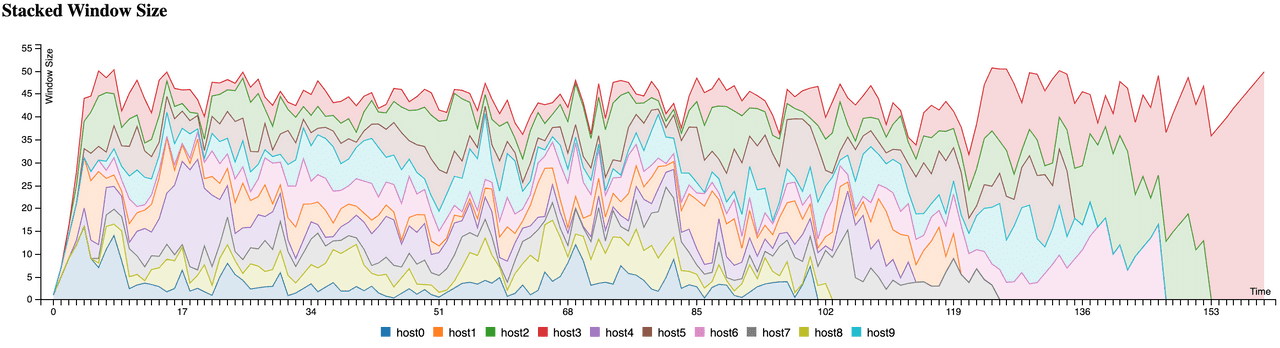 Stacked Window Size
Window Size
55
50
45
40
35
30
25
20
15
10
5
0
Time
0 17 34 51 68 85 102 119 136 153
host0 host1 host2 host3 host4 host5 host6 host7 host8 host9